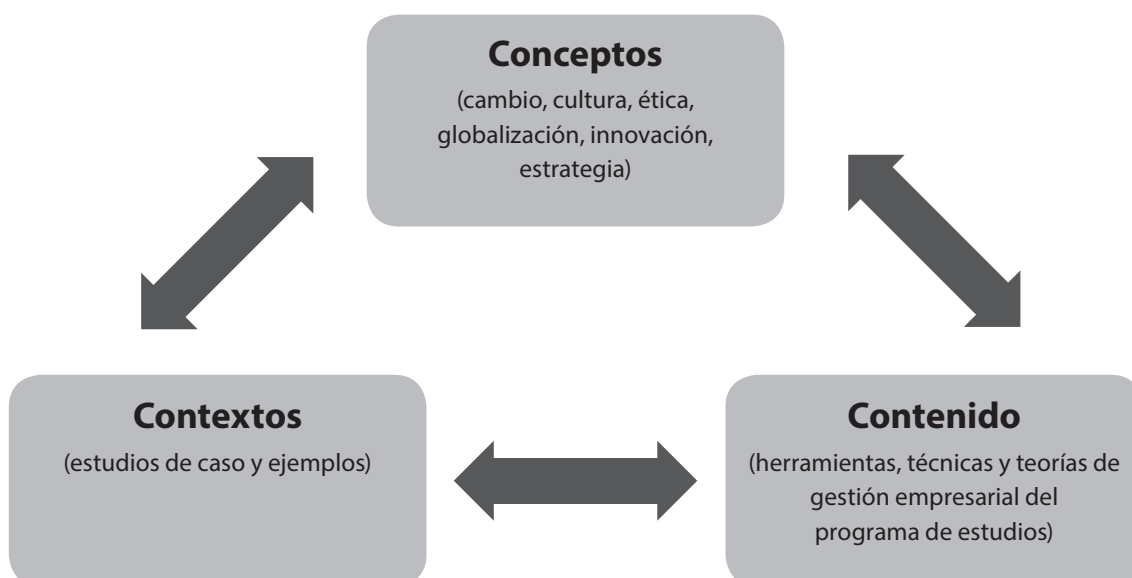 Conceptos
(cambio, cultura, ética,
globalización, innovación,
estrategia)
Contextos
(estudios de caso y ejemplos)
Contenido
(herramientas, técnicas y teorías de
gestión empresarial del
programa de estudios)